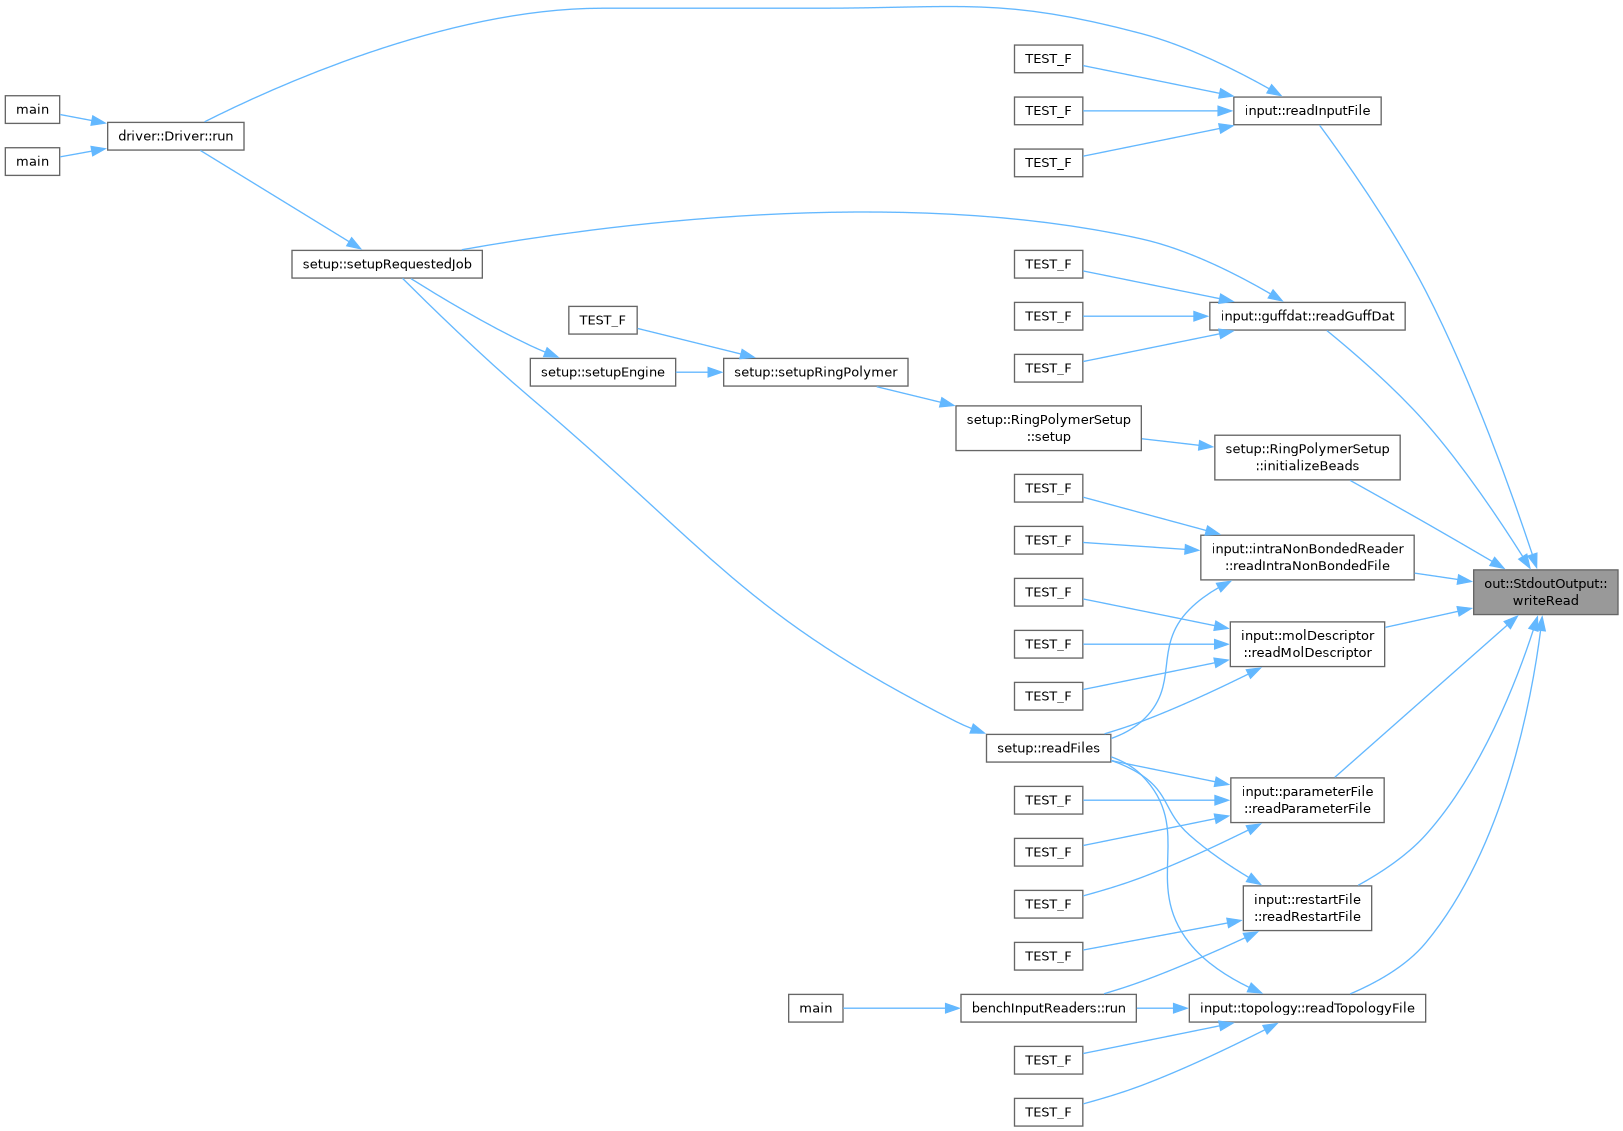 main
main
driver::Driver::run
setup::setupRequestedJob
TEST_F
setup::setupEngine
setup::setupRingPolymer
setup::RingPolymerSetup
::setup
setup::RingPolymerSetup
::initializeBeads
TEST_F
TEST_F
TEST_F
input::readInputFile
TEST_F
TEST_F
TEST_F
input::guffdat::readGuffDat
TEST_F
TEST_F
input::intraNonBondedReader
::readIntraNonBondedFile
TEST_F
TEST_F
TEST_F
input::molDescriptor
::readMolDescriptor
out::StdoutOutput::
writeRead
setup::readFiles
TEST_F
TEST_F
TEST_F
input::parameterFile
::readParameterFile
TEST_F
input::restartFile
::readRestartFile
main
benchInputReaders::run
input::topology::readTopologyFile
TEST_F
TEST_F